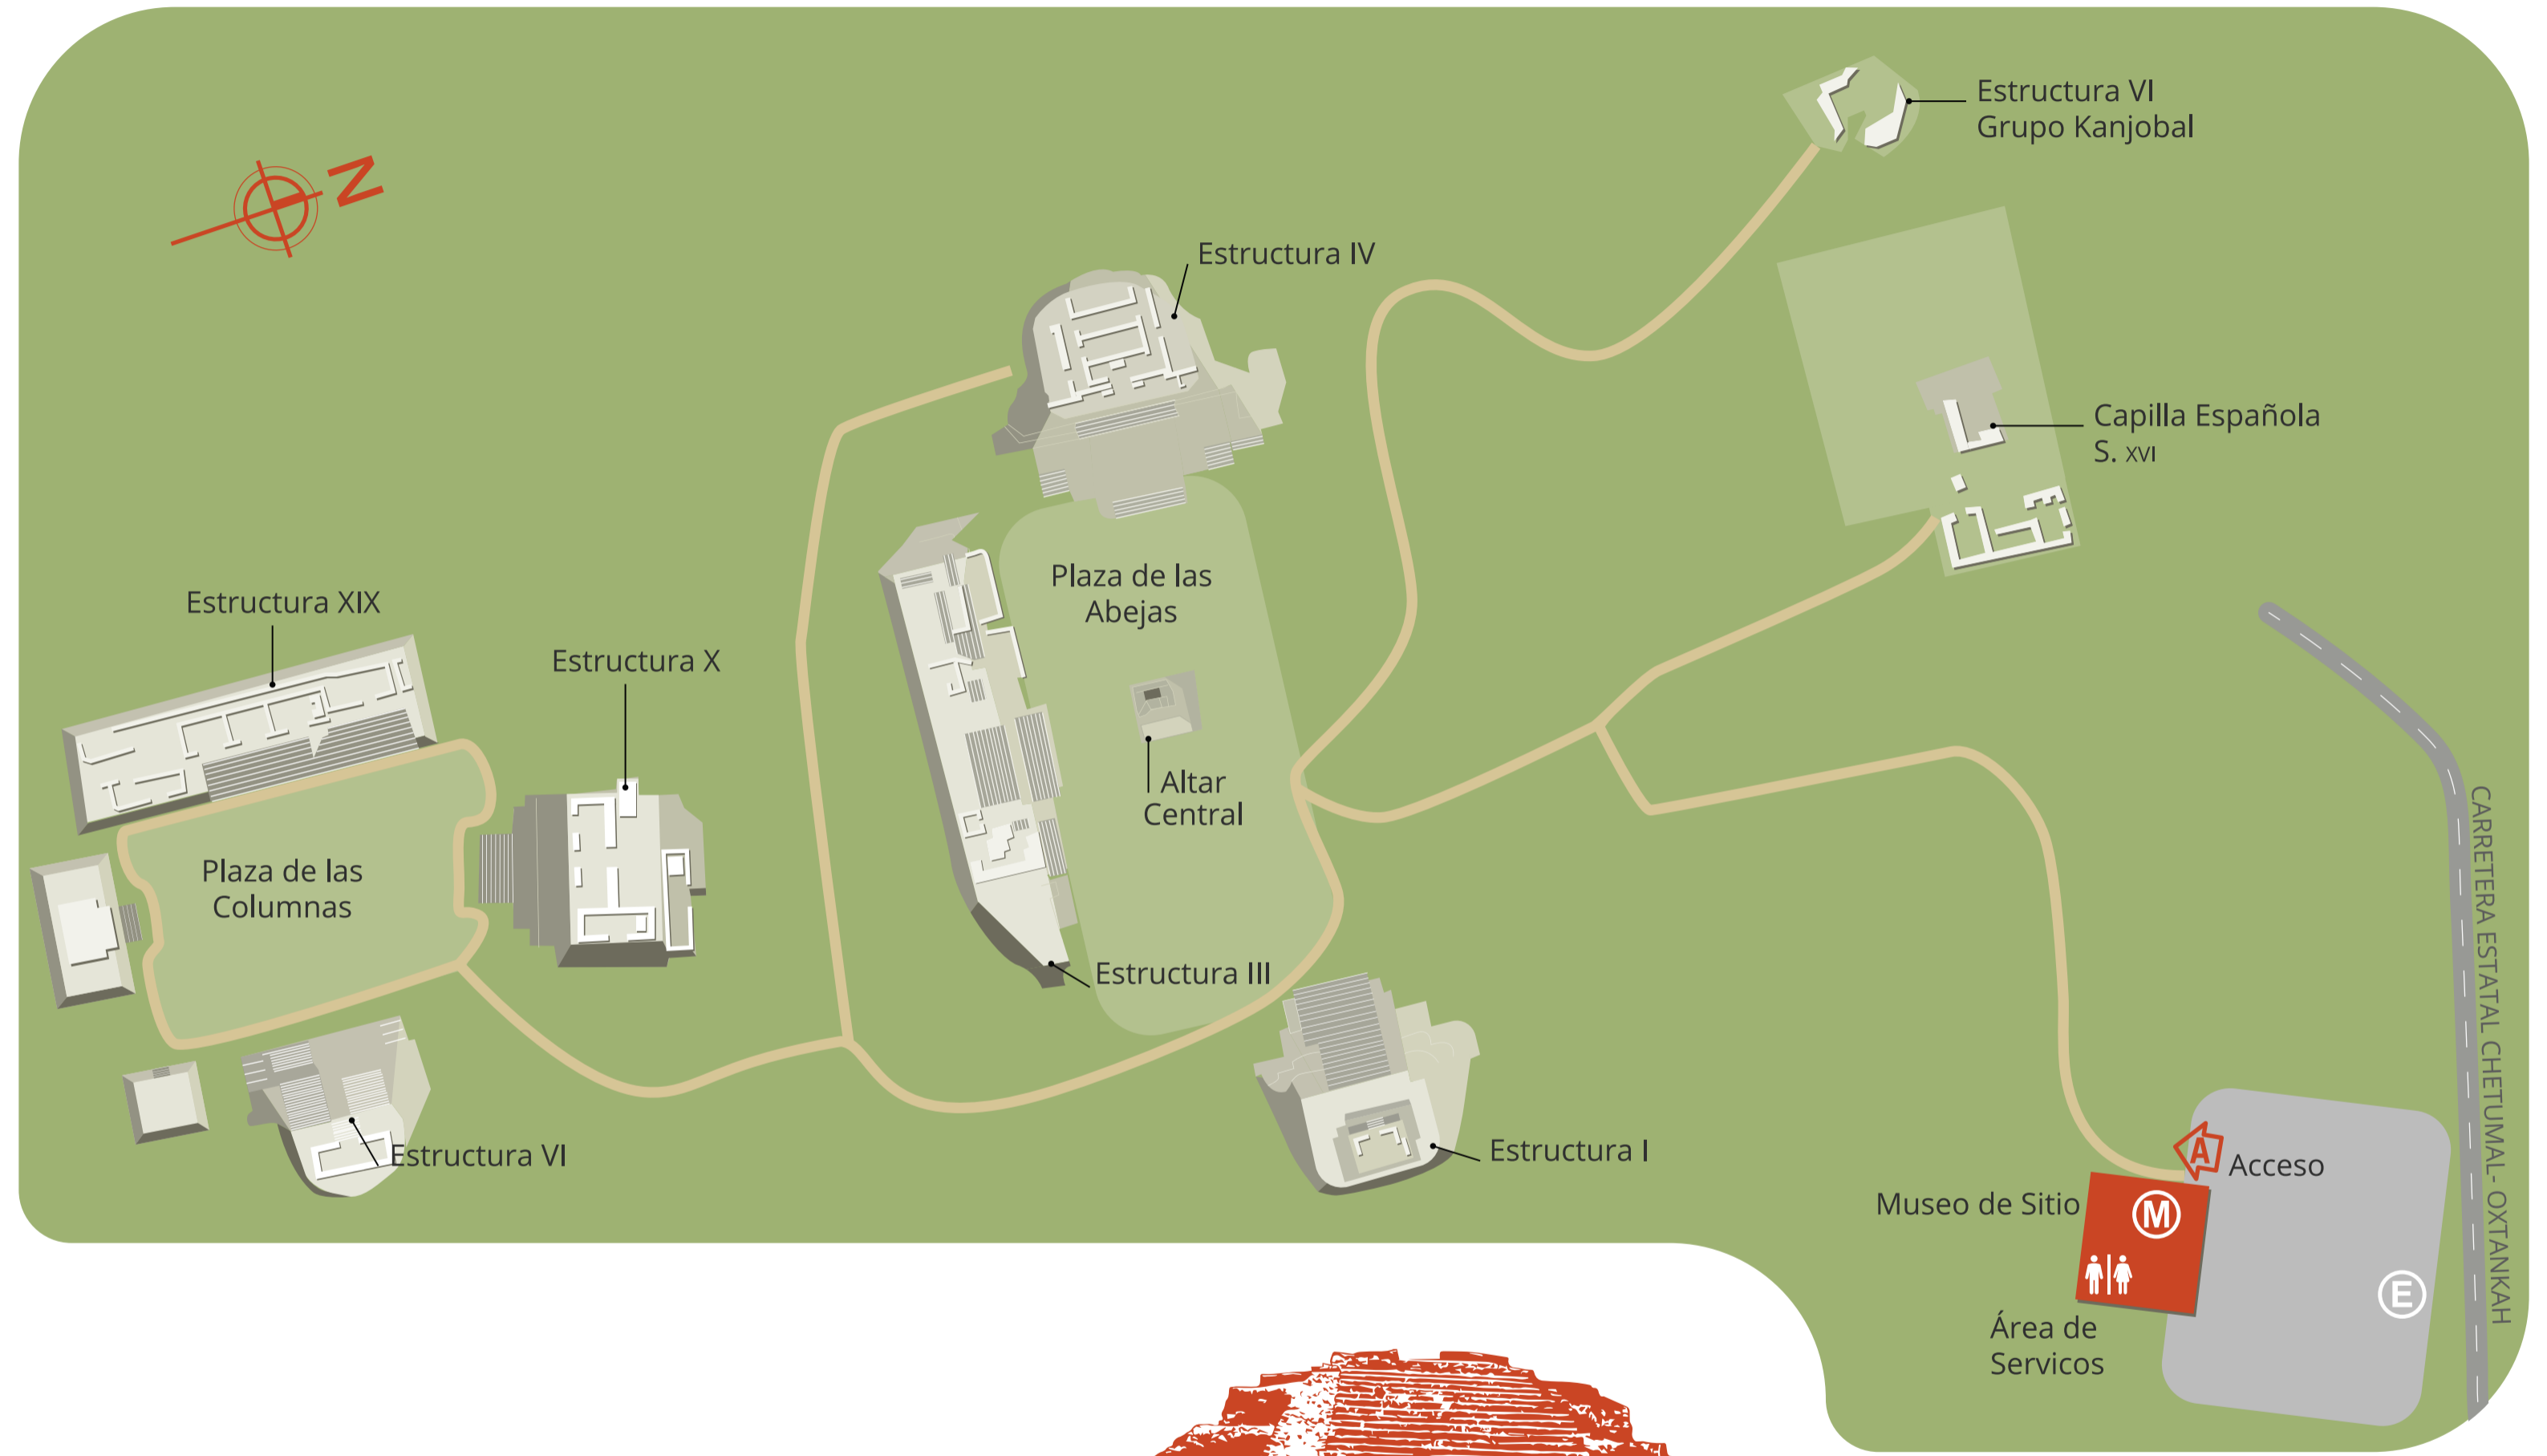 N
Estructura VI
Grupo Kanjobal
Estructura IV
Capilla Española
S. XVI
Plaza de las
Abejas
Estructura XIX
Estructura X
Altar
Central
Plaza de las
Columnas
Estructura III
Estructura VI
Estructura I
CARRETERA ESTATAL CHETUMAL- OXTANKAH
A
Acceso
Museo de Sitio
M
E
Área de
Servicos